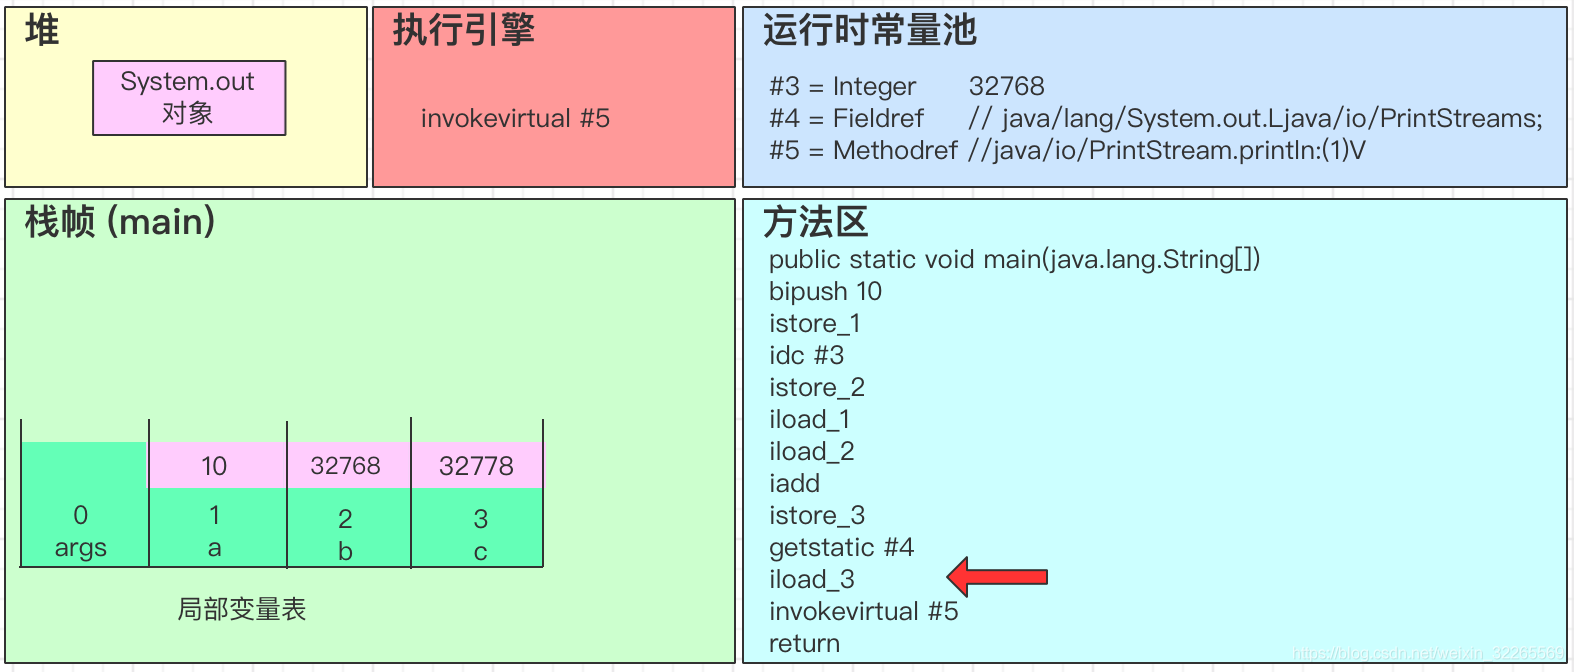 堆
System.out
对象
执行引擎
invokevirtual #5
运行时常量池
#3 = Integer 32768
#4 = Fieldref // java/lang/System.out.Ljava/io/PrintStreams;
#5 = Methodref //java/io/PrintStream.println:(1)V
栈帧 (main)
10 32768 32778
0 1 2 3
args a b c
局部变量表
方法区
public static void main(java.lang.String[])
bipush 10
istore_1
idc #3
istore_2
iload_1
iload_2
iadd
istore_3
getstatic #4
iload_3
invokevirtual #5
return
https://blog.csdn.net/weixin_32265569